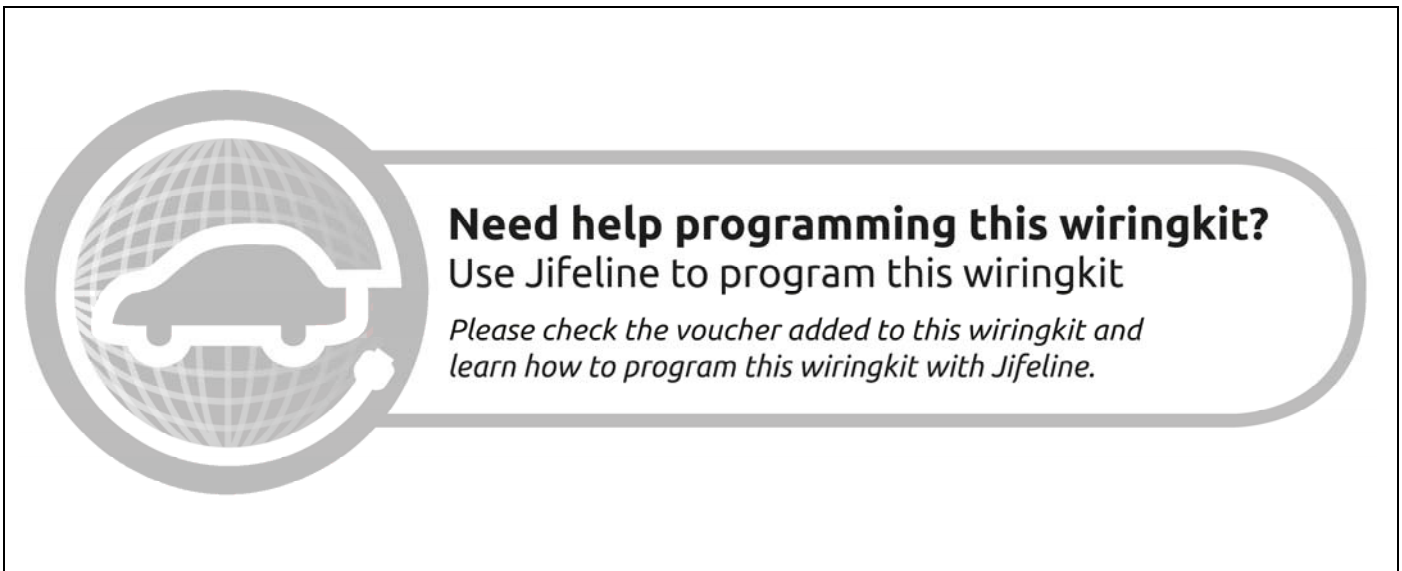 Need help programming this wiringkit?
Use Jifeline to program this wiringkit
Please check the voucher added to this wiringkit and
learn how to program this wiringkit with Jifeline.